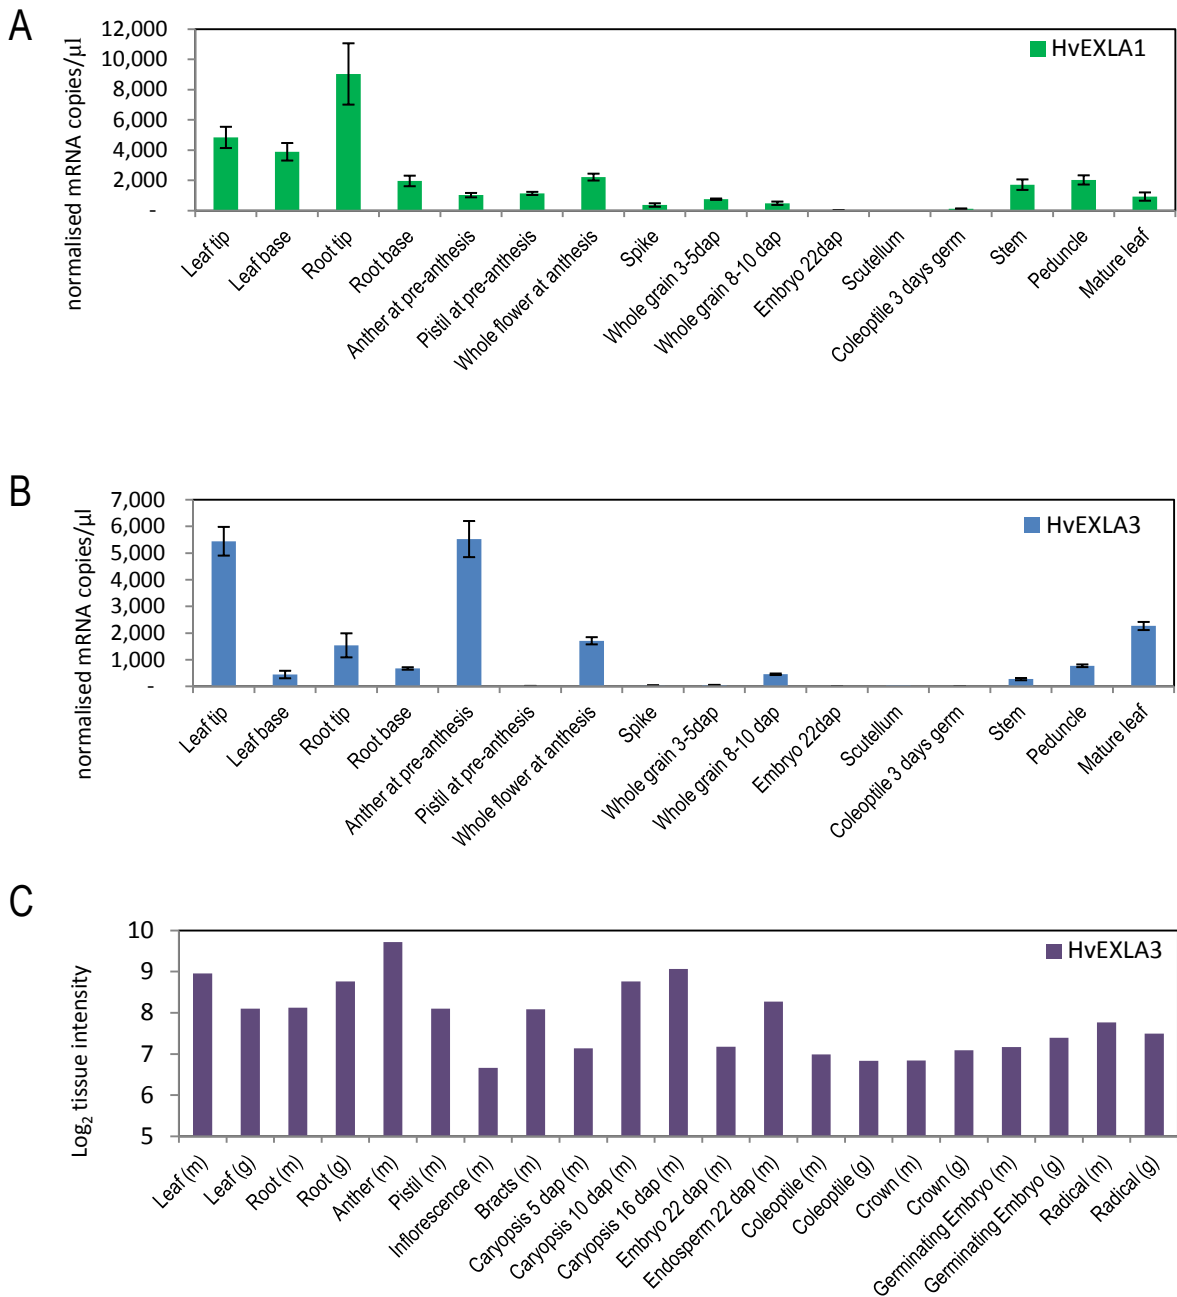 A
normalised mRNA copies/µl
12,000
10,000
8,000
6,000
4,000
2,000
-
HvEXLA1
Leaf tip
Leaf base
Root tip
Root base
Anther at pre-anthesis
Pistil at pre-anthesis
Whole flower at anthesis
Spike
Whole grain 3-5dap
Whole grain 8-10 dap
Embryo 22dap
Scutellum
Coleoptile 3 days germ
Stem
Peduncle
Mature leaf
B
normalised mRNA copies/µl
7,000
6,000
5,000
4,000
3,000
2,000
1,000
-
HvEXLA3
Leaf tip
Leaf base
Root tip
Root base
Anther at pre-anthesis
Pistil at pre-anthesis
Whole flower at anthesis
Spike
Whole grain 3-5dap
Whole grain 8-10 dap
Embryo 22dap
Scutellum
Coleoptile 3 days germ
Stem
Peduncle
Mature leaf
C
Log₂ tissue intensity
10
9
8
7
6
5
HvEXLA3
Leaf (m)
Leaf (g)
Root (m)
Root (g)
Anther (m)
Pistil (m)
Inflorescence (m)
Bracts (m)
Caryopsis 5 dap (m)
Caryopsis 10 dap (m)
Caryopsis 16 dap (m)
Embryo 22 dap (m)
Endosperm 22 dap (m)
Coleoptile (m)
Coleoptile (g)
Crown (m)
Crown (g)
Germinating Embryo (m)
Germinating Embryo (g)
Radical (m)
Radical (g)